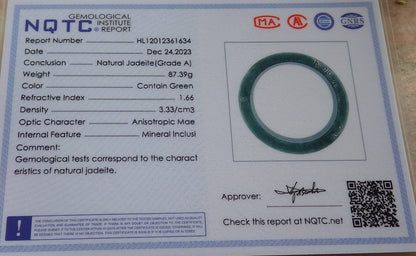 NQTC GEMOLOGICAL
INSTITUTE
®REPORT
MA
GNBS
Report Number HL12012361634
Date Dec 24.2023
Conclusion Natural Jadeite(Grade A)
Weight 87.39g
Color Contain Green
Refractive Index 1.66
Density 3.33/cm3
Optic Character Anisotropic Mae
Internal Feature Mineral Inclusi
Comment:
Gemological tests correspond to the charact
eristics of natural jadeite.
Approver:
Check this report at NQTC.net
!